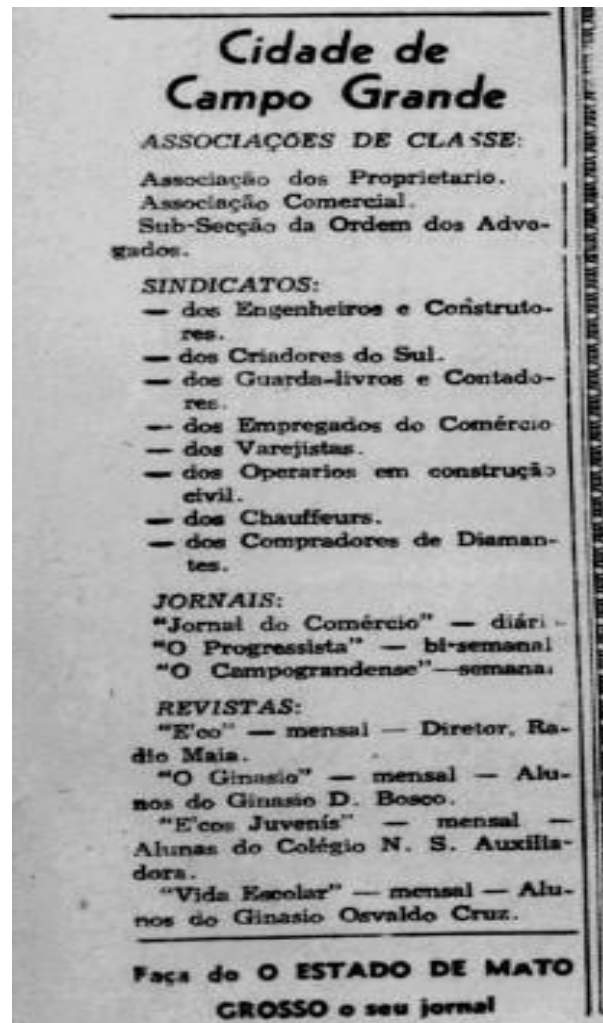 Cidade de
Campo Grande
ASSOCIAÇÕES DE CLASSE:
Associação dos Proprietario.
Associação Comercial.
Sub-Secção da Ordem dos Advo-
gados.
SINDICATOS:
— dos Engenheiros e Construto-
res.
— dos Criadores do Sul.
— dos Guarda-livros e Contado-
res.
— dos Empregados do Comércio
— dos Varejistas.
— dos Operarios em construção
civil.
— dos Chauffeurs.
— dos Compradores de Diaman-
tes.
JORNAIS:
"Jornal do Comércio" — diári-
"O Progressista" — bi-semanal
"O Campograndense"—semanal
REVISTAS:
"E'co" — mensal — Diretor, Ra-
dio Maia.
"O Ginasio" — mensal — Alu-
nos do Ginasio D. Bosco.
"E'cos Juvenís" — mensal —
Alunas do Colégio N. S. Auxilia-
dora.
"Vida Escolar" — mensal — Alu-
nos do Ginasio Osvaldo Cruz.
Faça do O ESTADO DE MATO
GROSSO o seu jornal